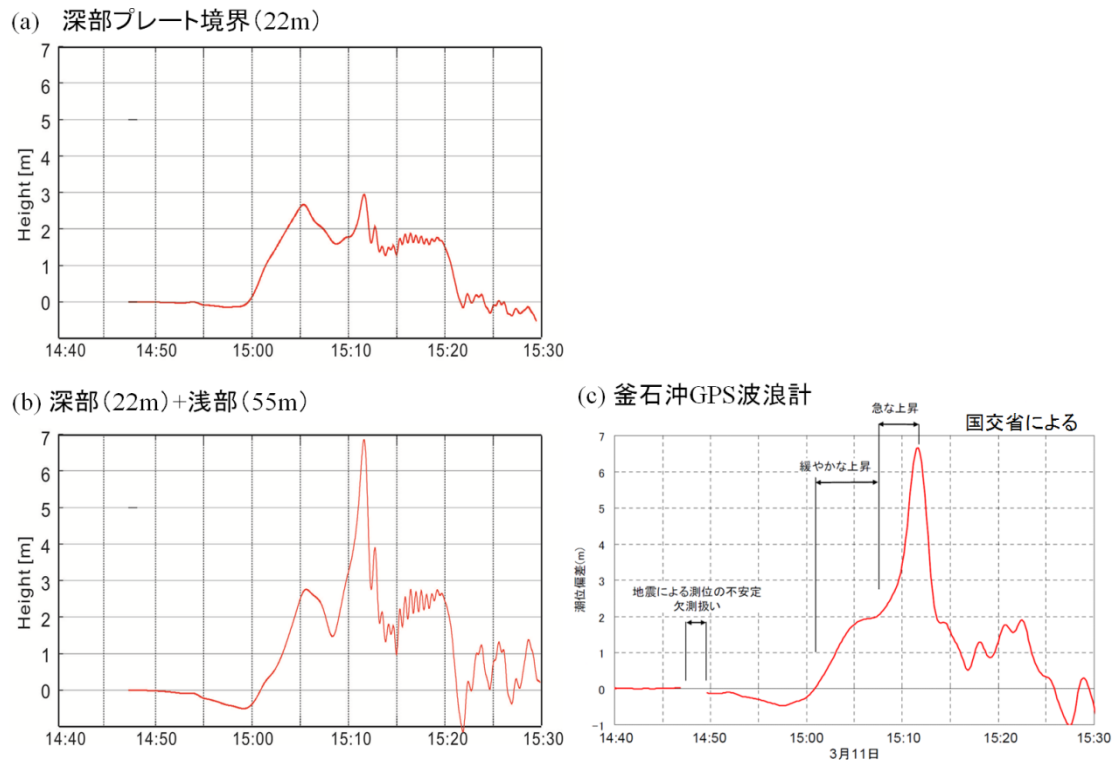 (a) 深部プレート境界(22m)
7
6
5
4
3
2
1
0
Height [m]
14:40 14:50 15:00 15:10 15:20 15:30
(b) 深部(22m)+浅部(55m)
7
6
5
4
3
2
1
0
Height [m]
14:40 14:50 15:00 15:10 15:20 15:30
(c) 釜石沖GPS波浪計
国交省による
急な上昇
緩やかな上昇
地震による測位の不安定
欠測扱い
7
6
5
4
3
2
1
0
-1
潮位偏差(m)
14:40 14:50 15:00 15:10 15:20 15:30
3月11日